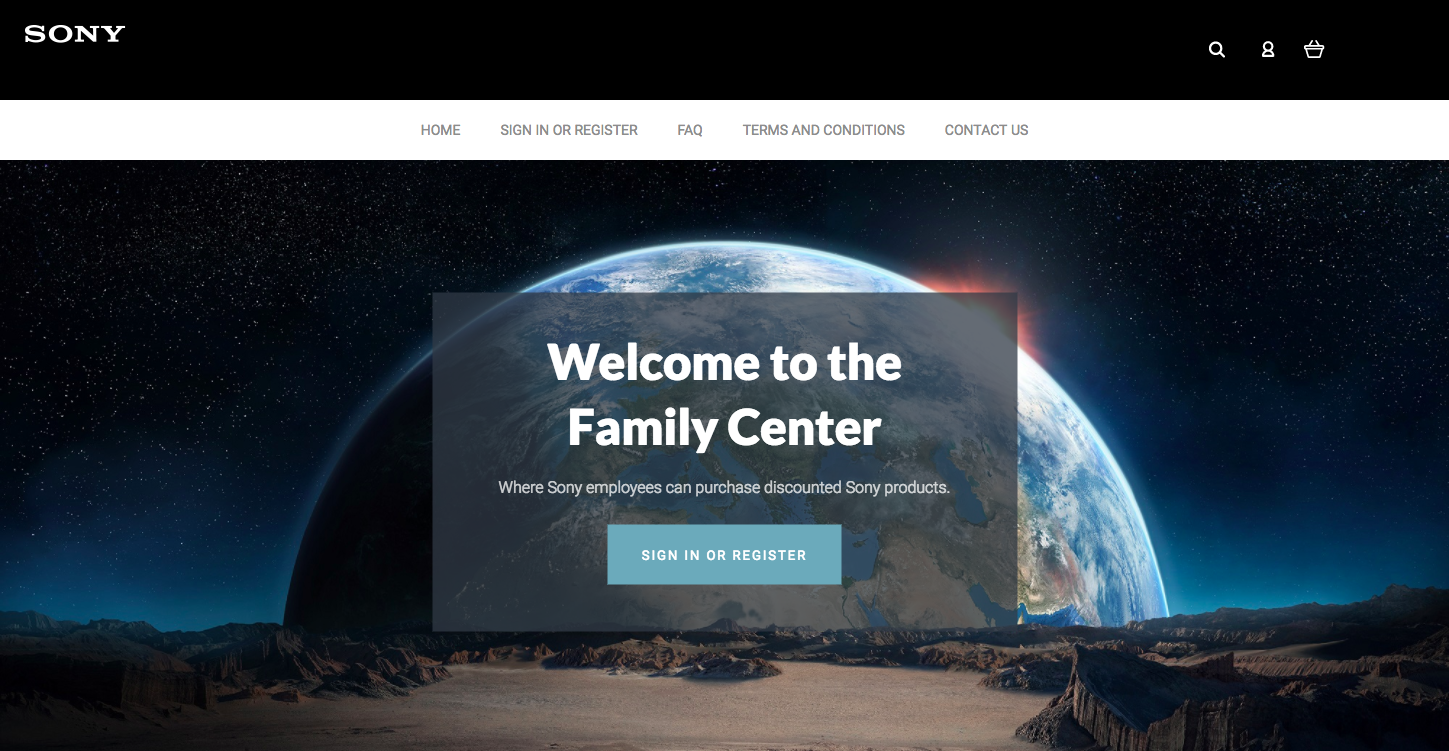 SONY
HOME SIGN IN OR REGISTER FAQ TERMS AND CONDITIONS CONTACT US
Welcome to the
Family Center
Where Sony employees can purchase discounted Sony products.
SIGN IN OR REGISTER